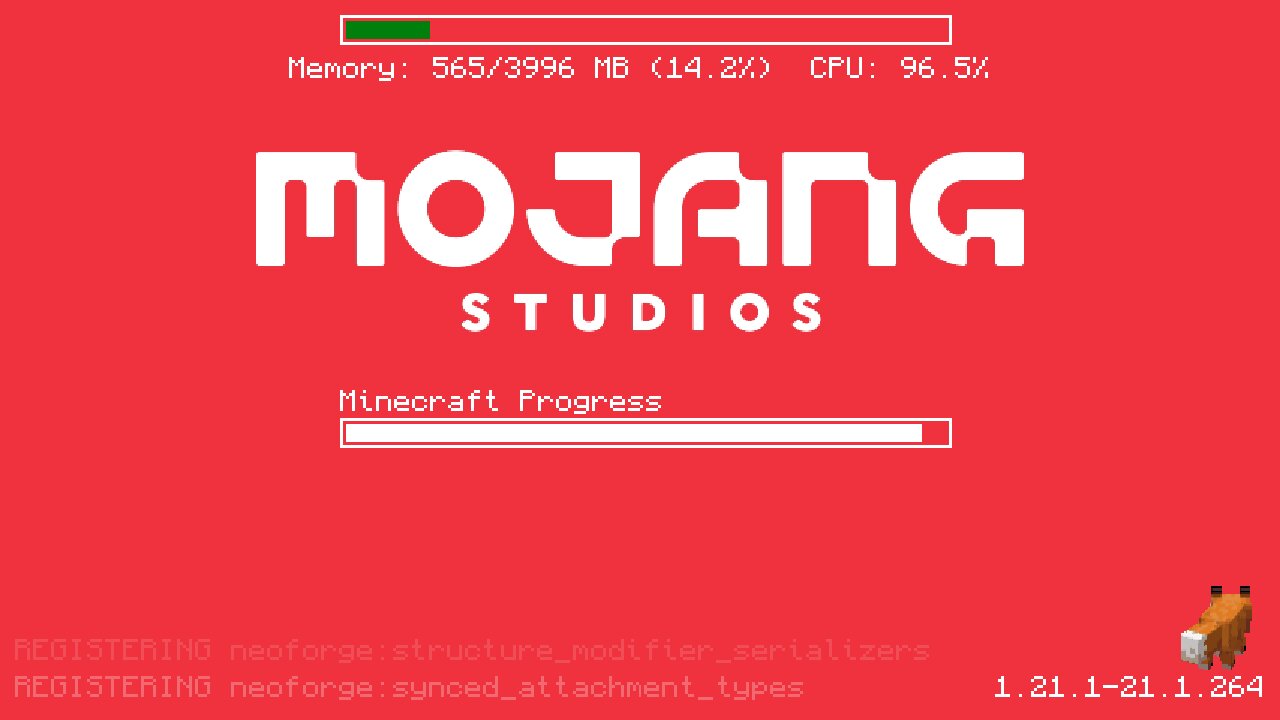 Memory: 565/3996 MB (14.2%)  CPU: 96.5%
MOJANG
STUDIOS
Minecraft Progress
REGISTERING neoforge:structure_modifier_serializers
REGISTERING neoforge:synced_attachment_types
1.21.1-21.1.264